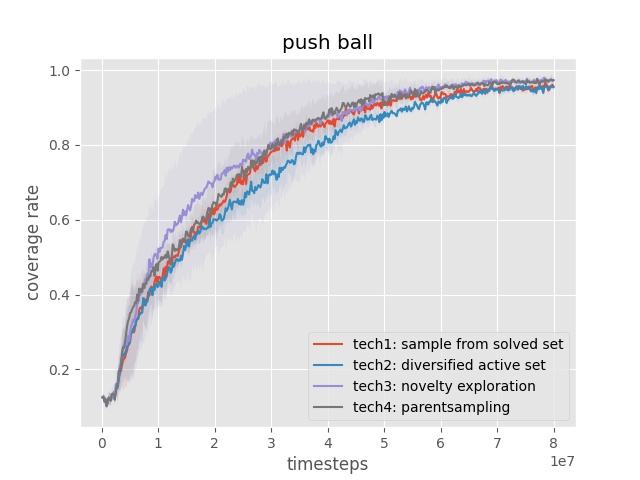 push ball
coverage rate
1.0
0.8
0.6
0.4
0.2
tech1: sample from solved set
tech2: diversified active set
tech3: novelty exploration
tech4: parentsampling
0 1 2 3 4 5 6 7 8
1e7
timesteps